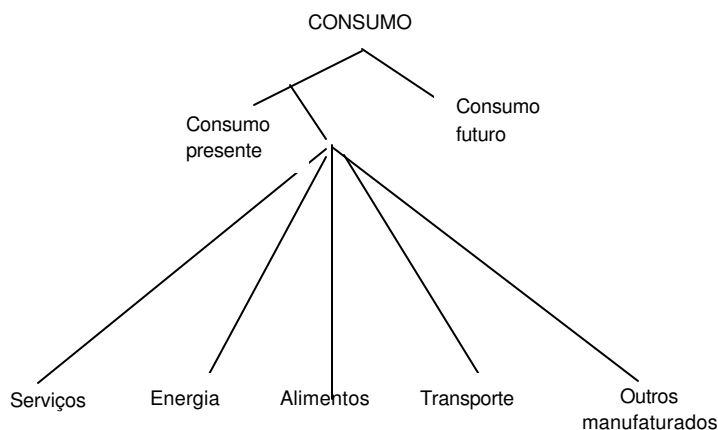 CONSUMO
Consumo
presente
Consumo
futuro
Serviços
Energia
Alimentos
Transporte
Outros
manufaturados